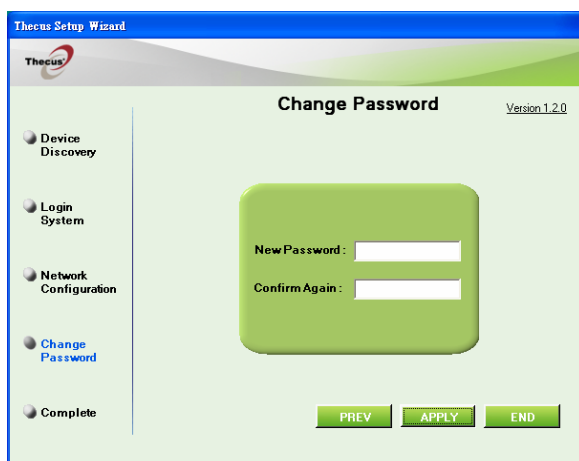 Thecus Setup Wizard
Thecus
Change Password
Version 1.2.0
Device
Discovery
Login
System
Network
Configuration
Change
Password
Complete
New Password :
Confirm Again :
PREV
APPLY
END